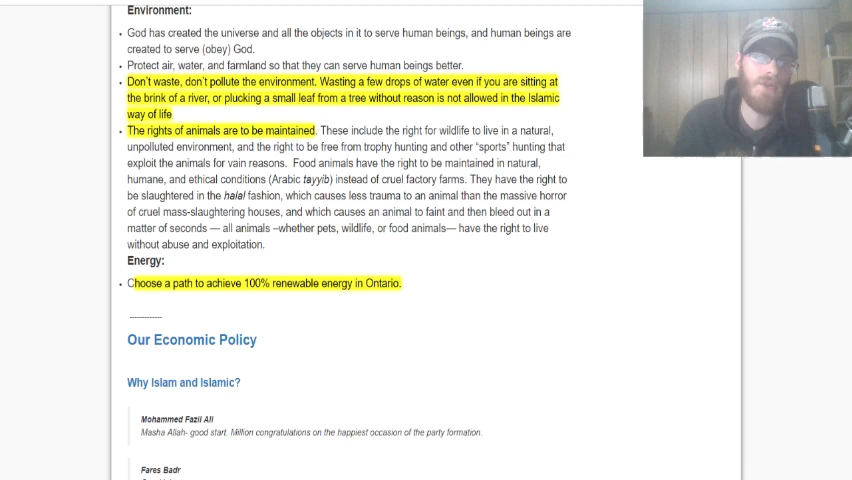 Environment:
God has created the universe and all the objects in it to serve human beings, and human beings are
created to serve (obey) God.
Protect air, water, and farmland so that they can serve human beings better.
Don't waste, don't pollute the environment. Wasting a few drops of water even if you are sitting at
the brink of a river, or plucking a small leaf from a tree without reason is not allowed in the Islamic
way of life
The rights of animals are to be maintained. These include the right for wildlife to live in a natural,
unpolluted environment, and the right to be free from trophy hunting and other “sports” hunting that
exploit the animals for vain reasons. Food animals have the right to be maintained in natural,
humane, and ethical conditions (Arabic tayyib) instead of cruel factory farms. They have the right to
be slaughtered in the halal fashion, which causes less trauma to an animal than the massive horror
of cruel mass-slaughtering houses, and which causes an animal to faint and then bleed out in a
matter of seconds — all animals –whether pets, wildlife, or food animals— have the right to live
without abuse and exploitation.
Energy:
Choose a path to achieve 100% renewable energy in Ontario.
-------------
Our Economic Policy
Why Islam and Islamic?
Mohammed Fazil Ali
Masha Allah- good start. Million congratulations on the happiest occasion of the party formation.
Fares Badr